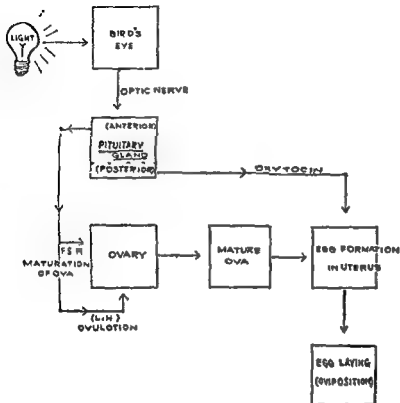 LIGHT
BIRD'S
EYE
OPTIC NERVE
(ANTERIOR)
PITUITARY
GLAND
(POSTERIOR)
OXYTOCIN
FSH
MATURATION
OF OVA
OVARY
MATURE
OVA
EGG FORMATION
IN UTERUS
(LH)
OVULOTION
EGG LAYING
(OVIPOSITION)